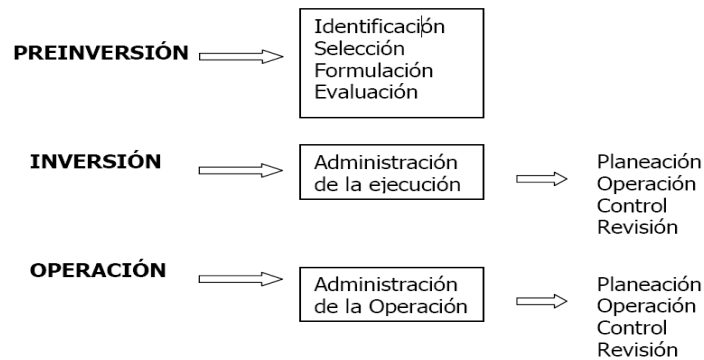 PREINVERSIÓN
Identificación
Selección
Formulación
Evaluación
INVERSIÓN
Administración
de la ejecución
Planeación
Operación
Control
Revisión
OPERACIÓN
Administración
de la Operación
Planeación
Operación
Control
Revisión